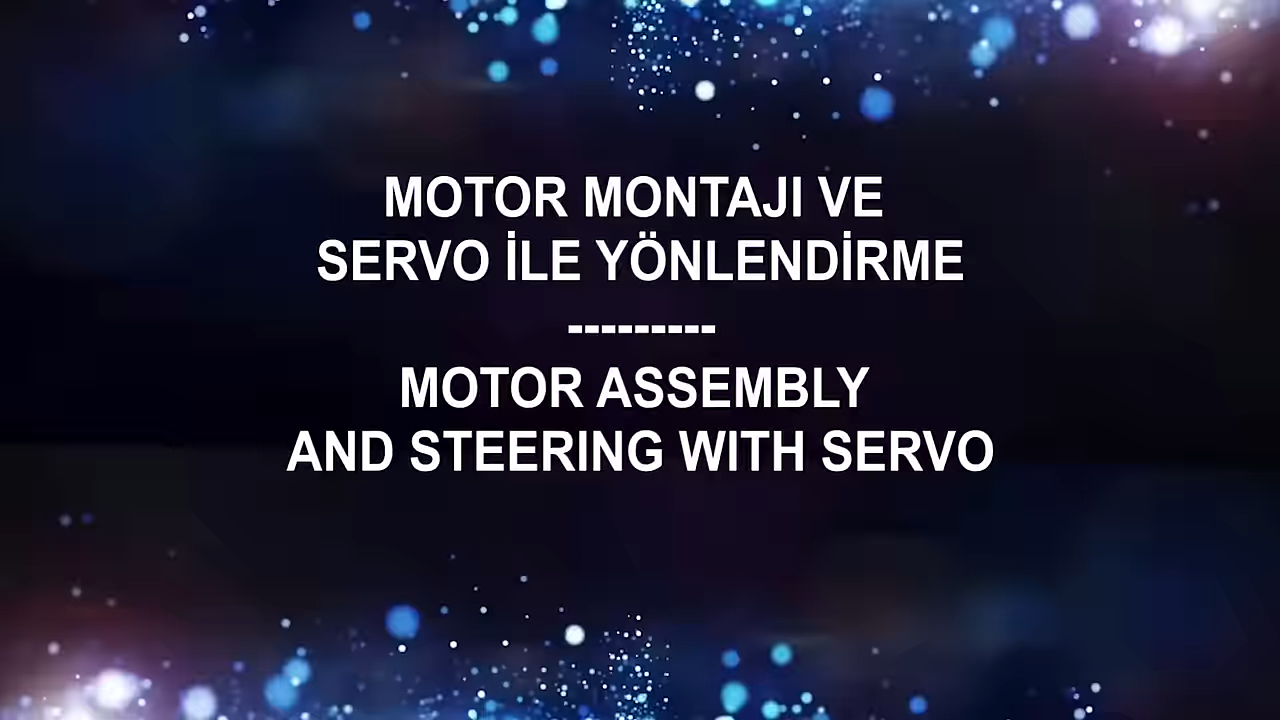 MOTOR MONTAJI VE
SERVO İLE YÖNLENDİRME
---------
MOTOR ASSEMBLY
AND STEERING WITH SERVO